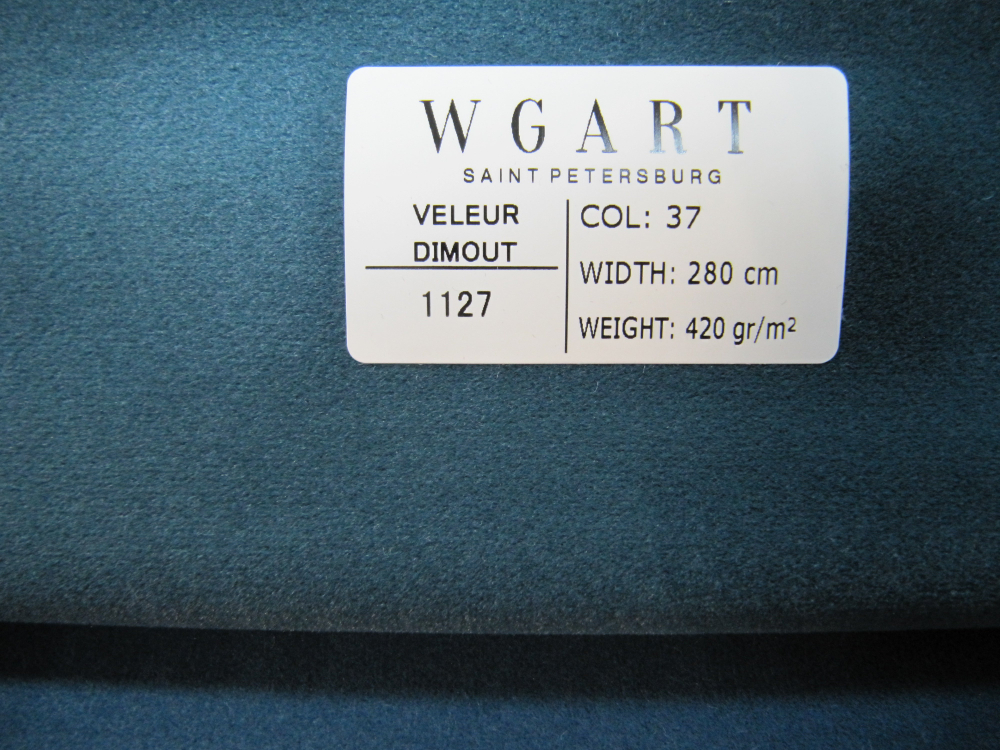 WGART
SAINT PETERSBURG
VELEUR
DIMOUT
1127
COL: 37
WIDTH: 280 cm
WEIGHT: 420 gr/m²